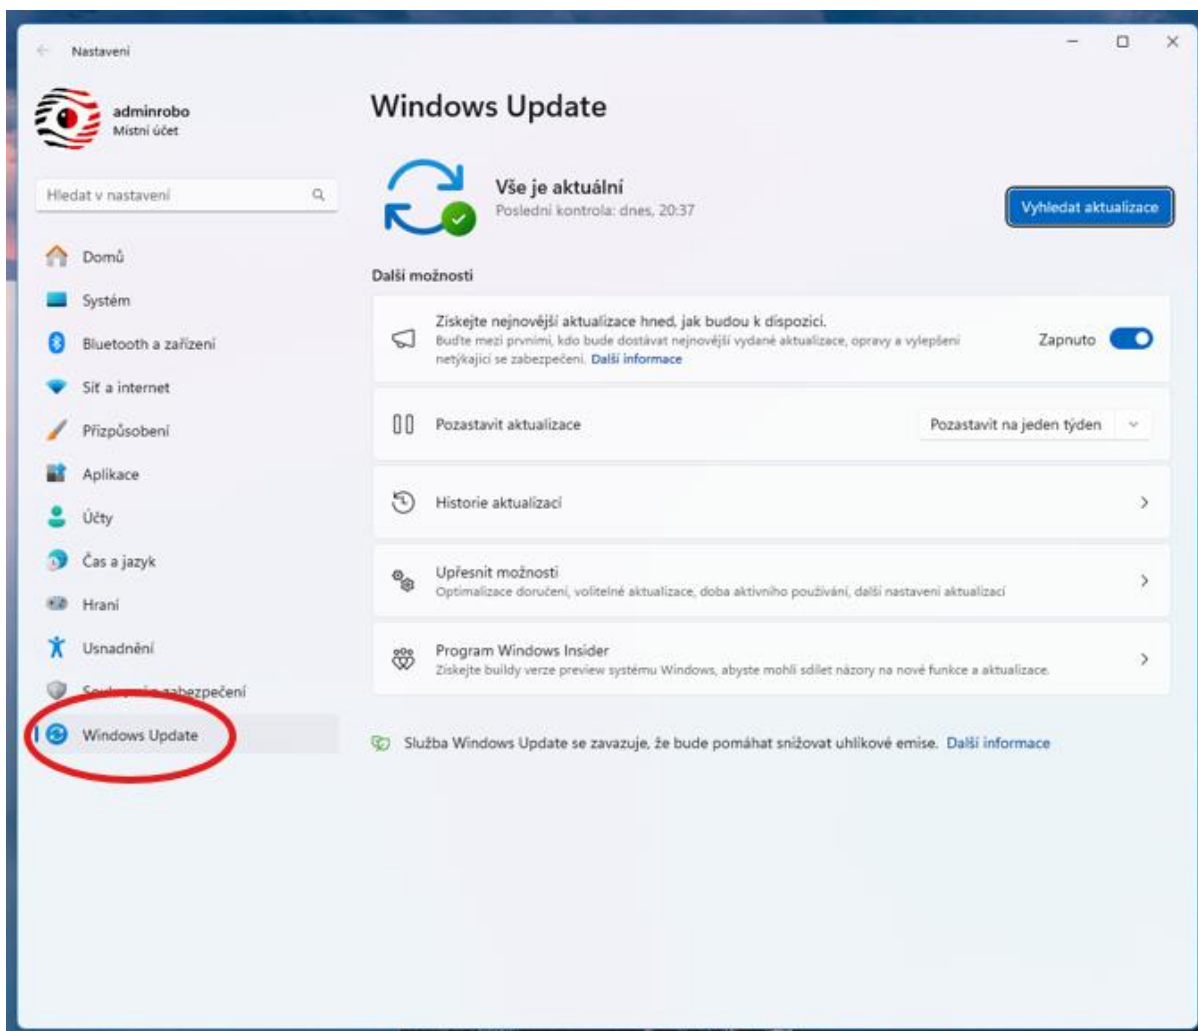 Nastavení
adminrobo
Místní účet
Hledat v nastavení
Domů
Systém
Bluetooth a zařízení
Síť a internet
Přizpůsobení
Aplikace
Účty
Čas a jazyk
Hraní
Usnadnění
zabezpečení
Windows Update
Windows Update
Vše je aktuální
Poslední kontrola: dnes, 20:37
Vyhledat aktualizace
Další možnosti
Získejte nejnovější aktualizace hned, jak budou k dispozici.
Buďte mezi prvními, kdo bude dostávat nejnovější vydané aktualizace, opravy a vylepšení
netýkající se zabezpečení. Další informace
Zapnuto
Pozastavit aktualizace
Pozastavit na jeden týden
Historie aktualizací
Upřesnit možnosti
Optimalizace doručení, volitelné aktualizace, doba aktivního používání, další nastavení aktualizací
Program Windows Insider
Získejte buildy verze preview systému Windows, abyste mohli sdílet názory na nové funkce a aktualizace.
Služba Windows Update se zavazuje, že bude pomáhat snižovat uhlíkové emise. Další informace